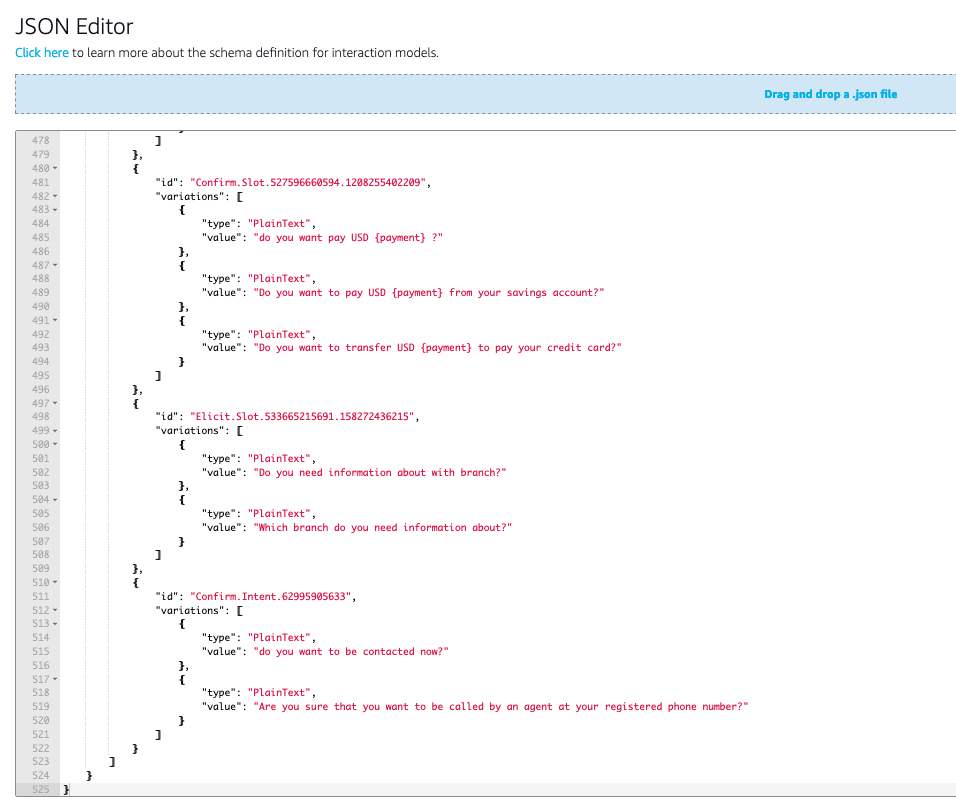 JSON Editor
Click here to learn more about the schema definition for interaction models.
Drag and drop a .json file
478 ]
479 },
480 {
481 "id": "Confirm.Slot.527596660594.1208255402209",
482 "variations": [
483 {
484 "type": "PlainText",
485 "value": "do you want pay USD {payment} ?"
486 },
487 {
488 "type": "PlainText",
489 "value": "Do you want to pay USD {payment} from your savings account?"
490 },
491 {
492 "type": "PlainText",
493 "value": "Do you want to transfer USD {payment} to pay your credit card?"
494 }
495 ]
496 },
497 {
498 "id": "Elicit.Slot.533665215691.158272436215",
499 "variations": [
500 {
501 "type": "PlainText",
502 "value": "Do you need information about with branch?"
503 },
504 {
505 "type": "PlainText",
506 "value": "Which branch do you need information about?"
507 }
508 ]
509 },
510 {
511 "id": "Confirm.Intent.62995905633",
512 "variations": [
513 {
514 "type": "PlainText",
515 "value": "do you want to be contacted now?"
516 },
517 {
518 "type": "PlainText",
519 "value": "Are you sure that you want to be called by an agent at your registered phone number?"
520 }
521 ]
522 }
523 ]
524 }
525 }